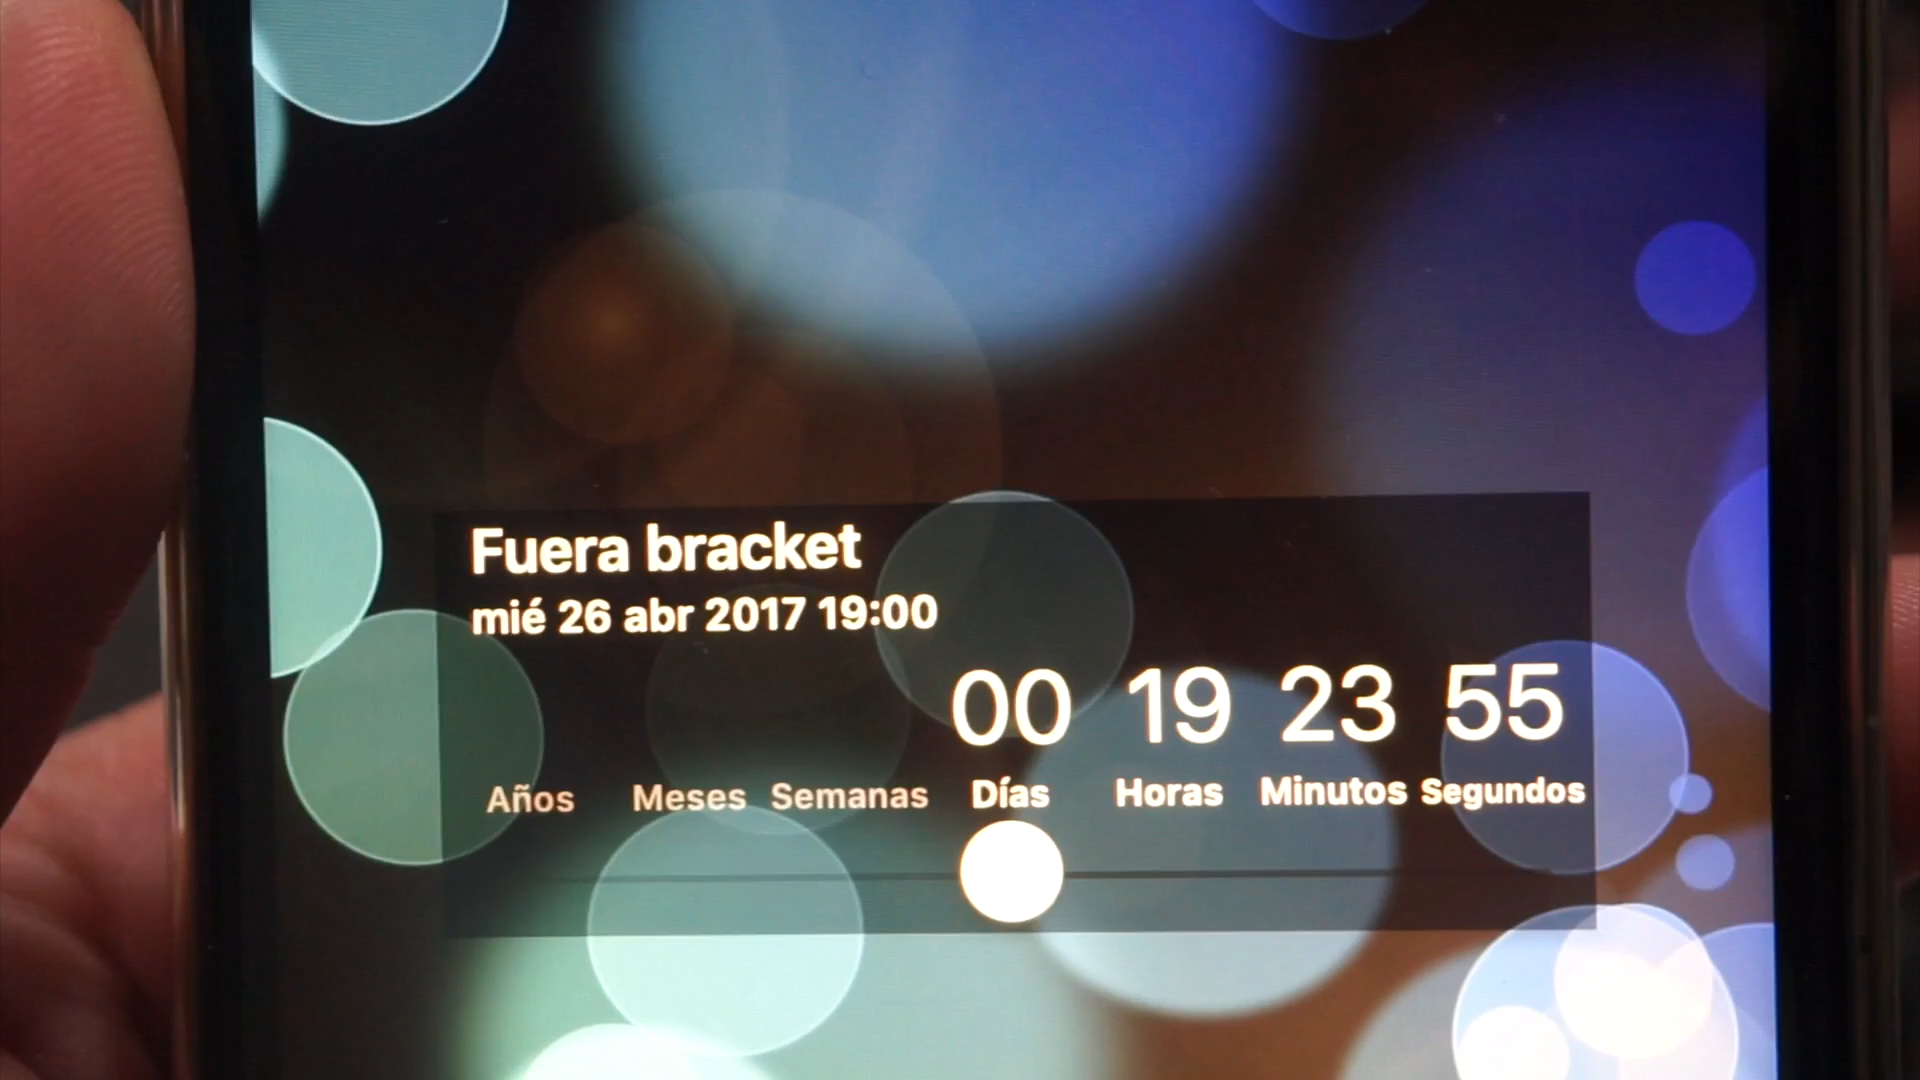 Fuera bracket
mié 26 abr 2017 19:00
00 19 23 55
Años Meses Semanas Días Horas Minutos Segundos